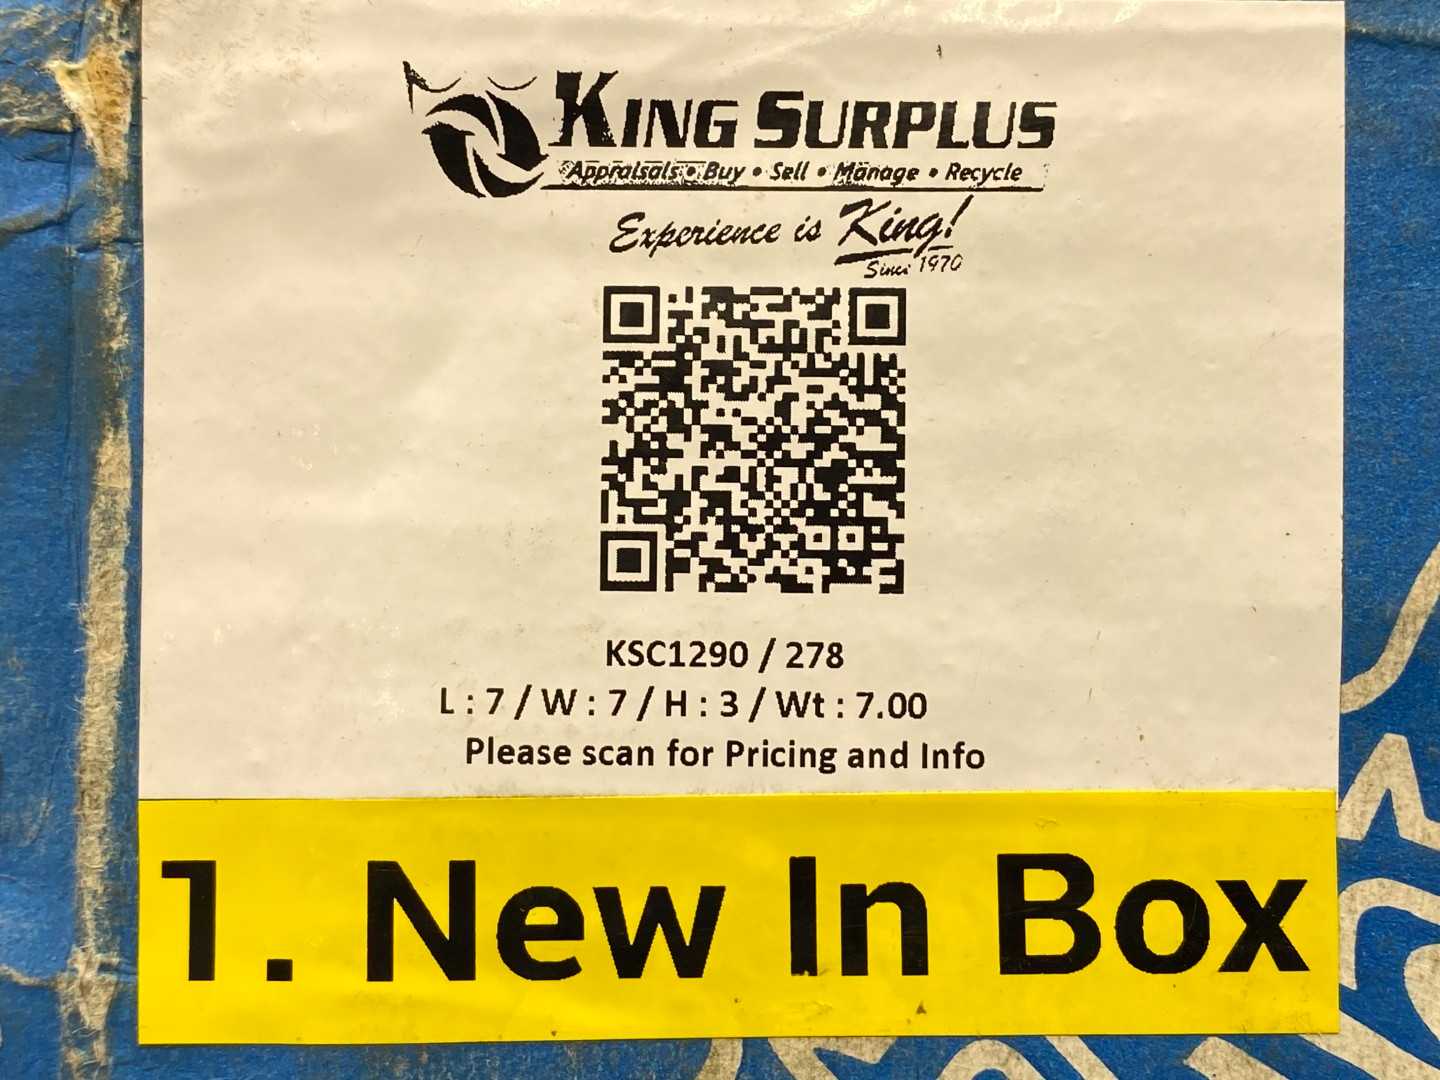 KING SURPLUS
Appraisals • Buy • Sell • Manage • Recycle
Experience is King!
Since 1970
KSC1290 / 278
L : 7 / W : 7 / H : 3 / Wt : 7.00
Please scan for Pricing and Info
1. New In Box